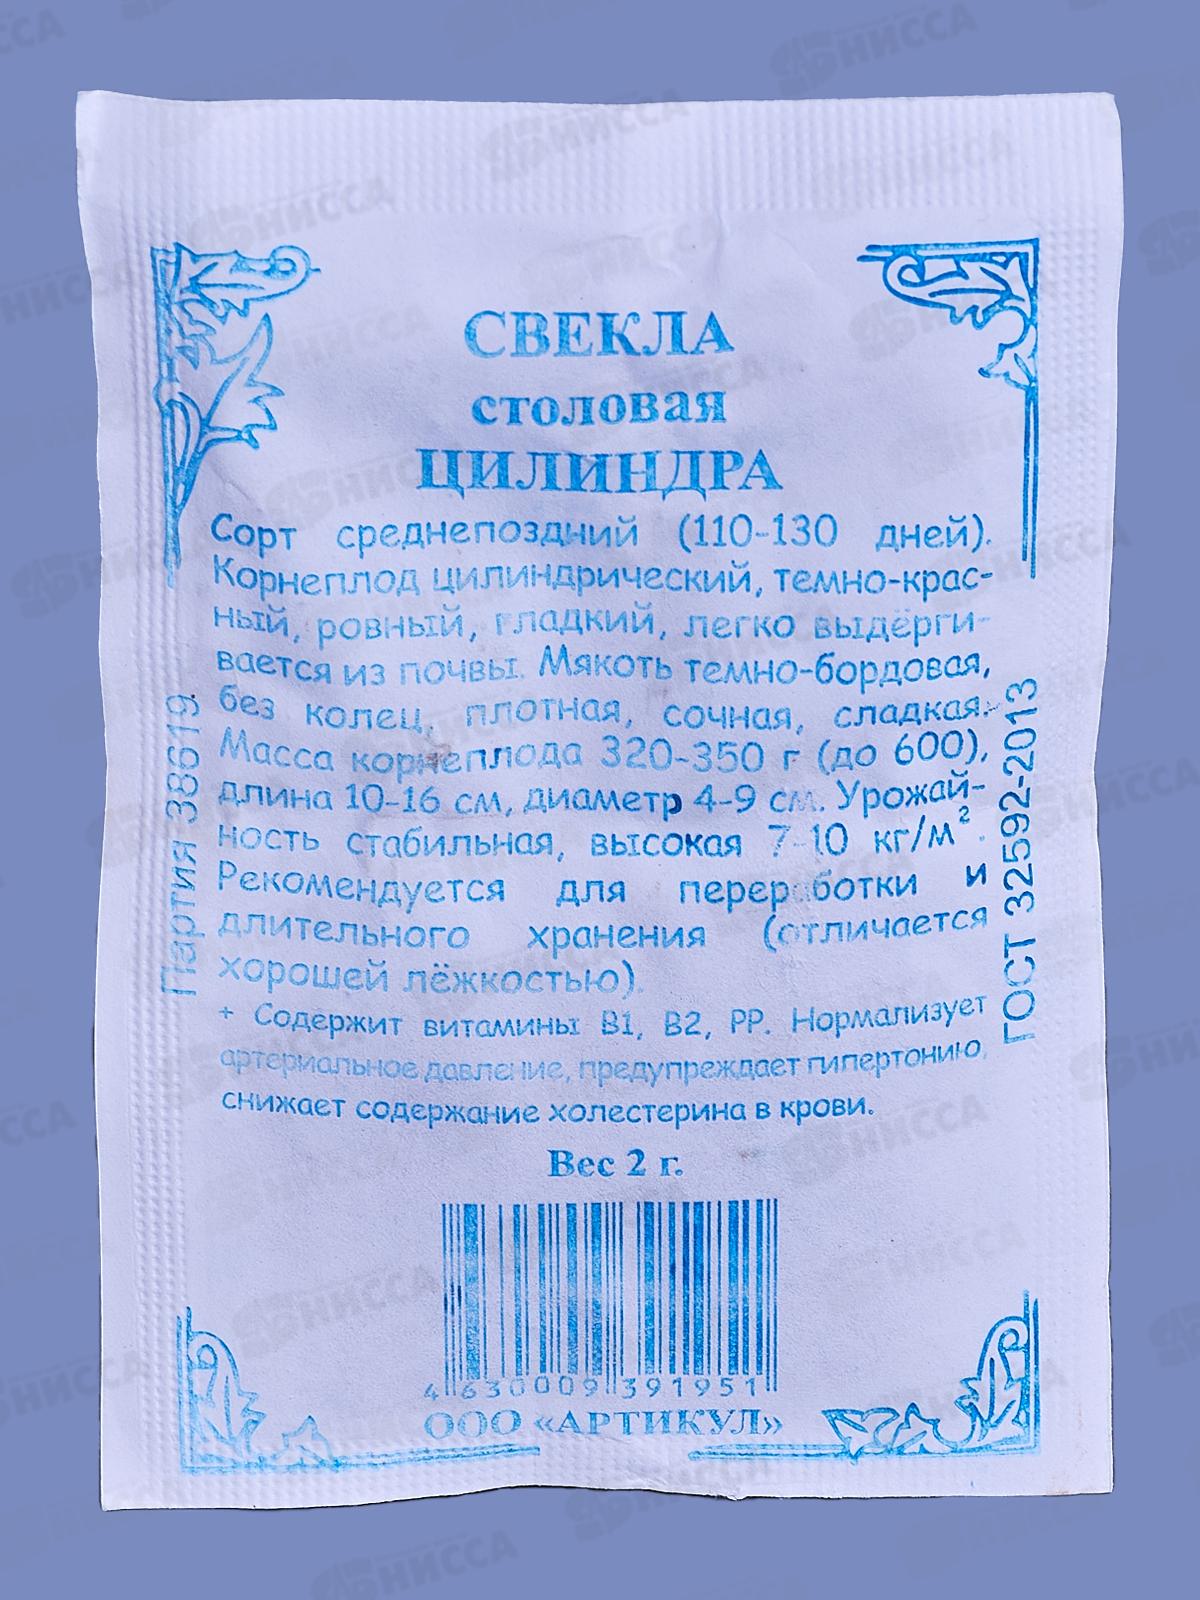 СВЕКЛА
столовая
ЦИЛИНДРА
Сорт среднепоздний (110-130 дней).
Корнеплод цилиндрический, темно-крас-
ный, ровный, гладкий, легко выдёрги-
вается из почвы. Мякоть темно-бордовая,
без колец, плотная, сочная, сладкая.
Масса корнеплода 320-350 г (до 600),
длина 10-16 см, диаметр 4-9 см. Урожай-
ность стабильная, высокая 7-10 кг/м².
Рекомендуется для переработки и
длительного хранения (отличается
хорошей лёжкостью).
+ Содержит витамины В1, В2, РР. Нормализует
артериальное давление, предупреждает гипертонию,
снижает содержание холестерина в крови.
Вес 2 г.
4 630009 391951
ООО «АРТИКУЛ»
Партия 38619
ГОСТ 32592-2013
НИССА